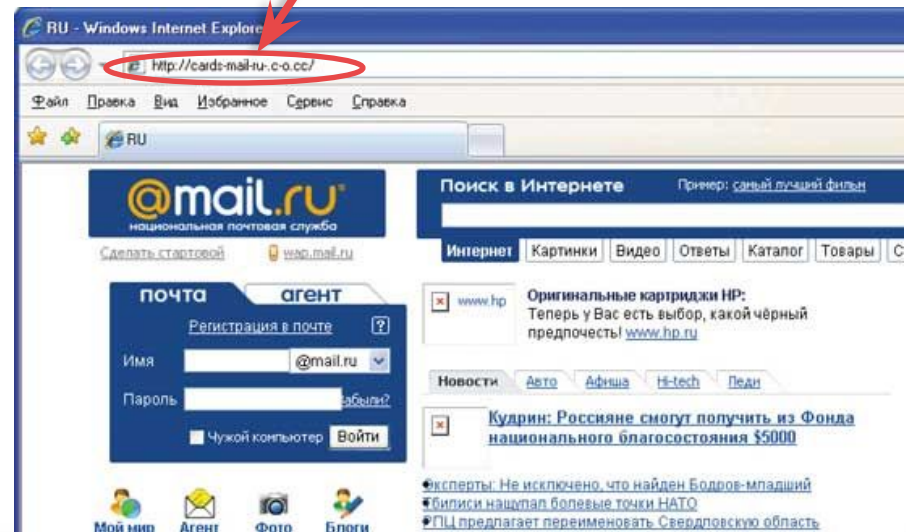 RU - Windows Internet Explore
http://cards-mail-ru-.c-o.cc/
Файл Правка Вид Избранное Сервис Справка
RU
@mail.ru
национальная почтовая служба
Сделать стартовой wap.mail.ru
Поиск в Интернете Пример: самый лучший фильм
Интернет Картинки Видео Ответы Каталог Товары С
почта агент
Регистрация в почте ?
Имя @mail.ru
Пароль забыли?
Чужой компьютер Войти
www.hp Оригинальные картриджи HP:
Теперь у Вас есть выбор, какой чёрный
предпочесть! www.hp.ru
Новости Авто Афиша Hi-tech Леди
Кудрин: Россияне смогут получить из Фонда
национального благосостояния $5000
Эксперты: Не исключено, что найден Бодров-младший
Тбилиси нащупал болевые точки НАТО
РПЦ предлагает переименовать Свердловскую область
Мой мир Агент Фото Блоги